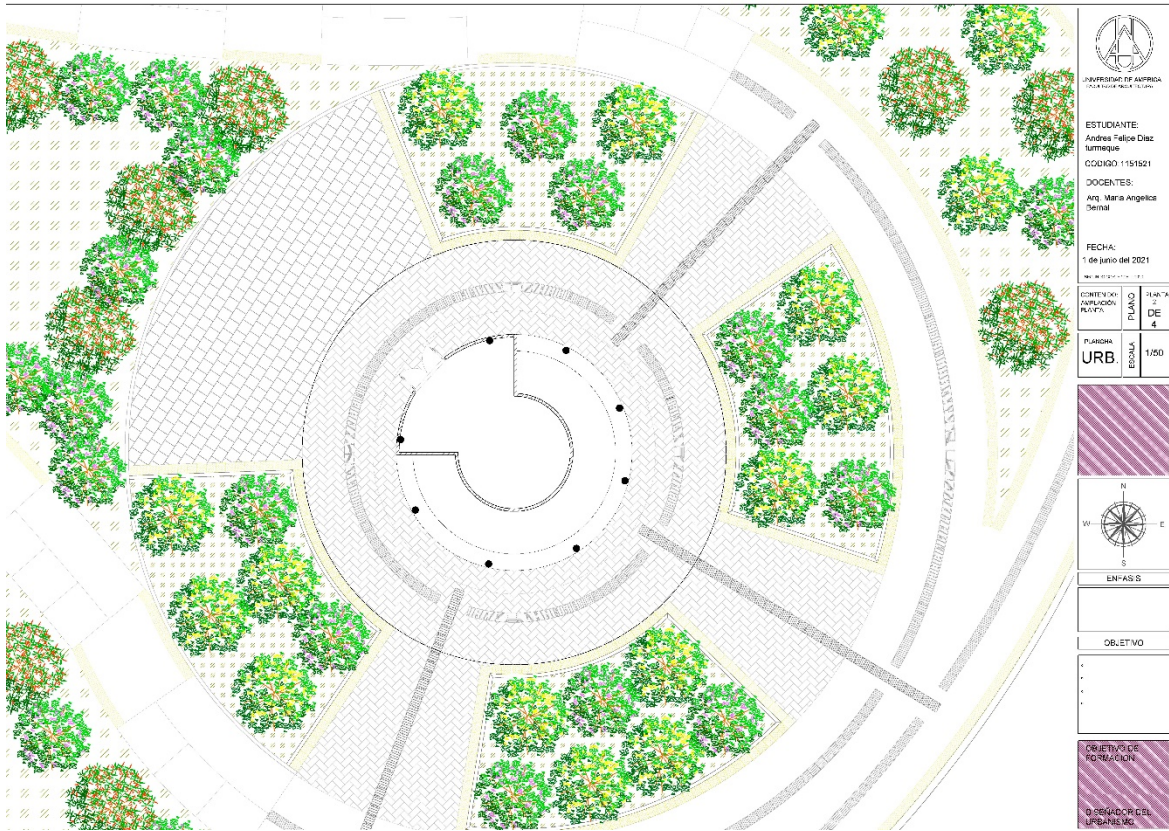 UNIVERSIDAD DE AMERICA
ESTUDIANTE:
Andres Felipe Diaz
turmeque
CODIGO: 1151521
DOCENTES:
Arq. Maria Angelica
Bernal
FECHA:
1 de junio del 2021
CONTENIDO:
AMPLIACIÓN
PLANTA
PLANO
PLANTA
2
DE
4
PLANCHA
URB.
ESCALA
1/50
N
W
E
S
ENFASIS
OBJETIVO
OBJETIVO DE
FORMACIÓN
DISEÑADOR DEL
URBANISMO